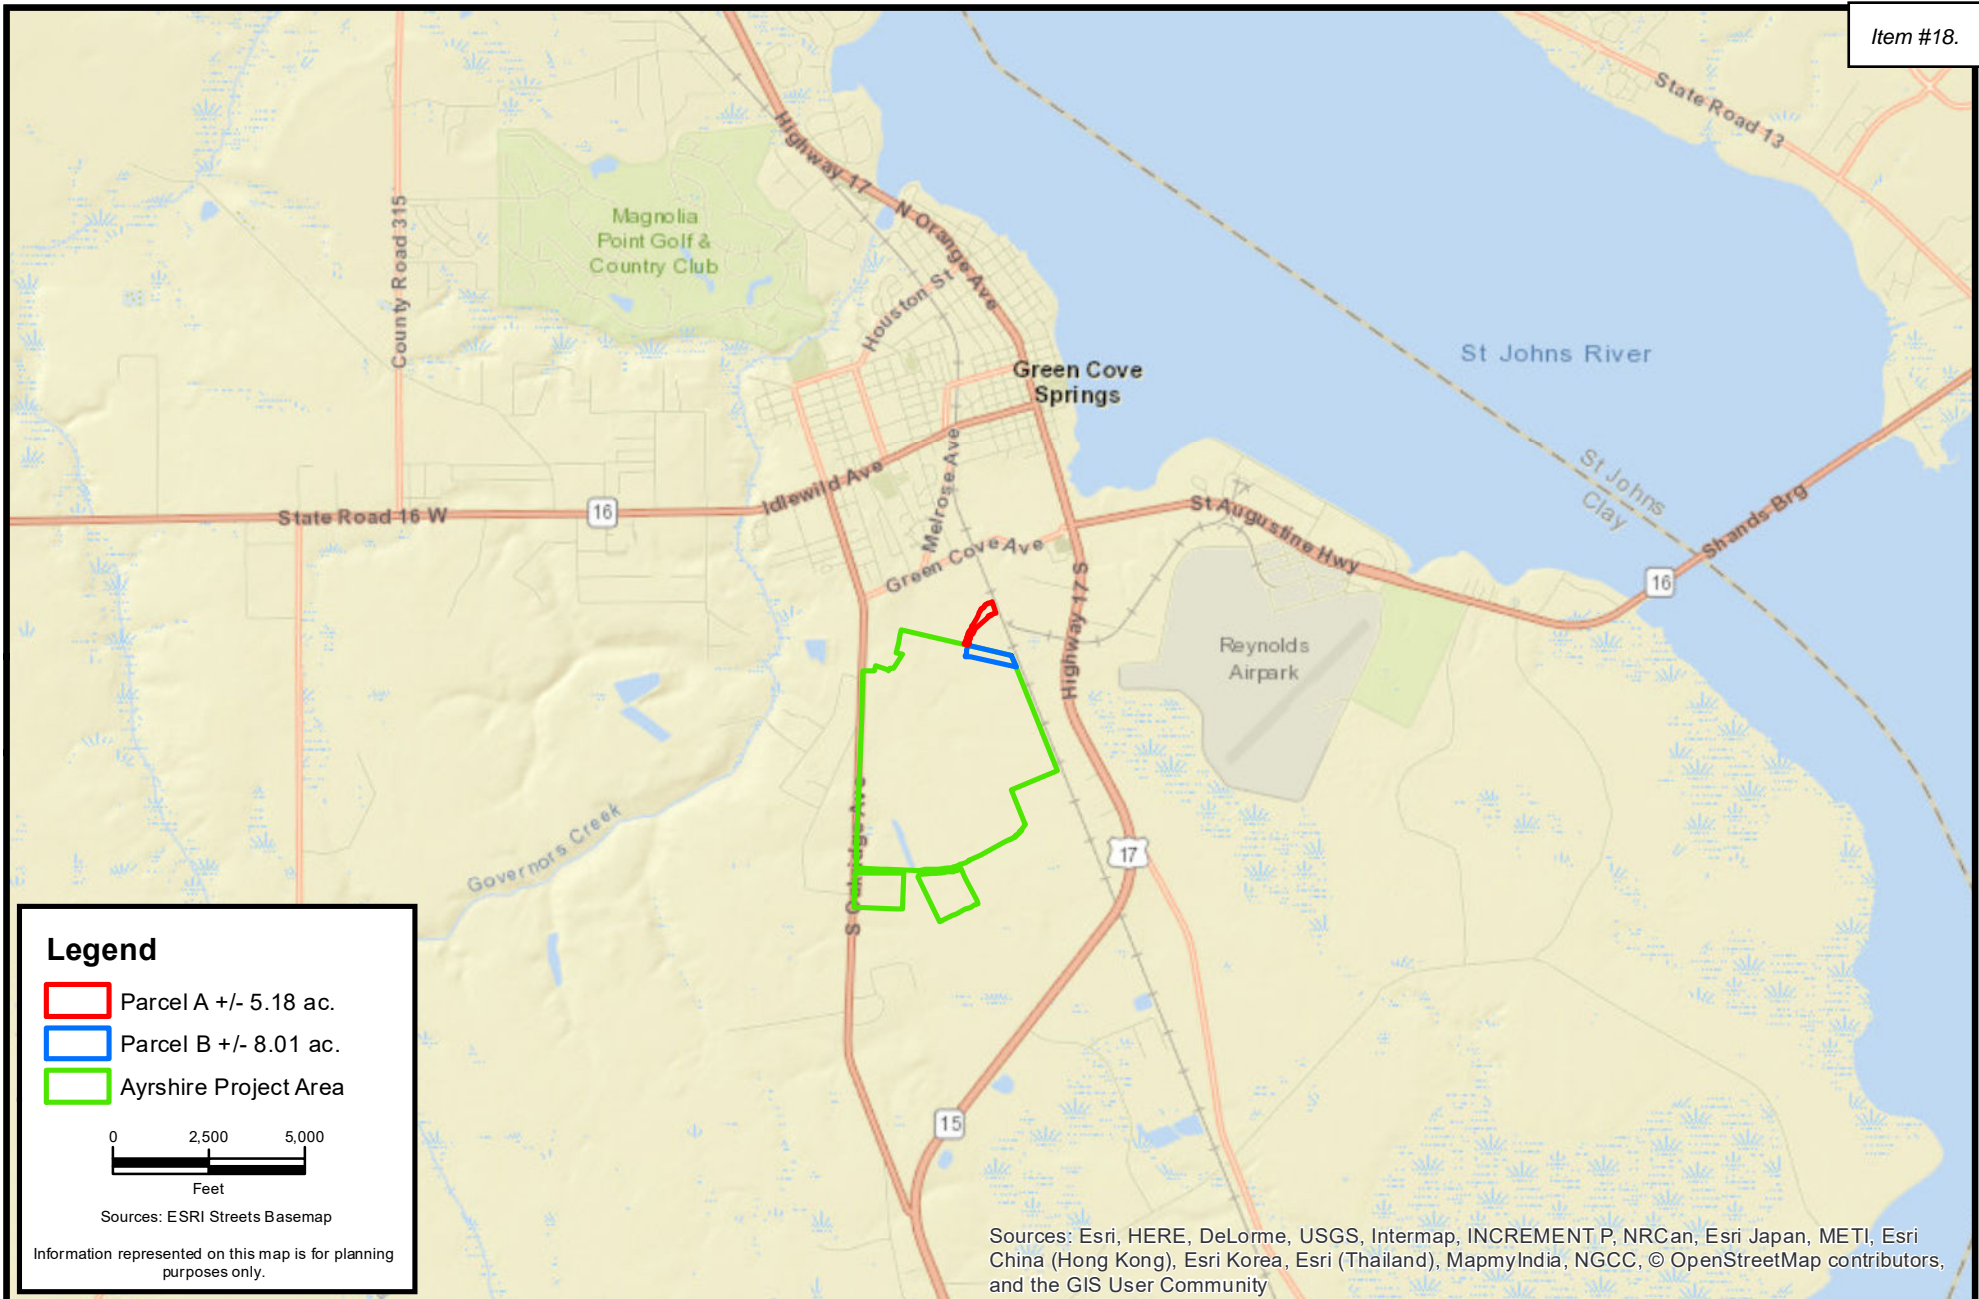 Item #18.
State Road 13
Highway 17
N Orange Ave
County Road 315
Magnolia
Point Golf &
Country Club
Houston St
St Johns River
Green Cove
Springs
Melrose Ave
Idlewild Ave
State Road 16 W
16
St Augustine Hwy
St Johns
Clay
Shands Brg
16
Green Cove Ave
Highway 17 S
Reynolds
Airpark
S Oakridge Ave
Governors Creek
17
15
Legend
Parcel A +/- 5.18 ac.
Parcel B +/- 8.01 ac.
Ayrshire Project Area
0 2,500 5,000
Feet
Sources: ESRI Streets Basemap
Information represented on this map is for planning
purposes only.
Sources: Esri, HERE, DeLorme, USGS, Intermap, INCREMENT P, NRCan, Esri Japan, METI, Esri
China (Hong Kong), Esri Korea, Esri (Thailand), MapmyIndia, NGCC, © OpenStreetMap contributors,
and the GIS User Community